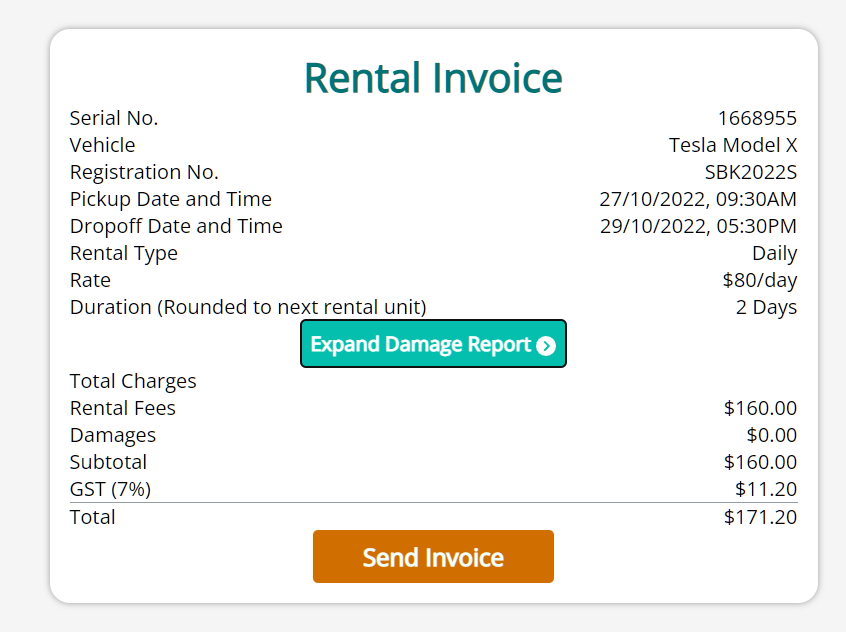 Rental Invoice
Serial No. 1668955
Vehicle Tesla Model X
Registration No. SBK2022S
Pickup Date and Time 27/10/2022, 09:30AM
Dropoff Date and Time 29/10/2022, 05:30PM
Rental Type Daily
Rate $80/day
Duration (Rounded to next rental unit) 2 Days
Expand Damage Report
Total Charges
Rental Fees $160.00
Damages $0.00
Subtotal $160.00
GST (7%) $11.20
Total $171.20
Send Invoice